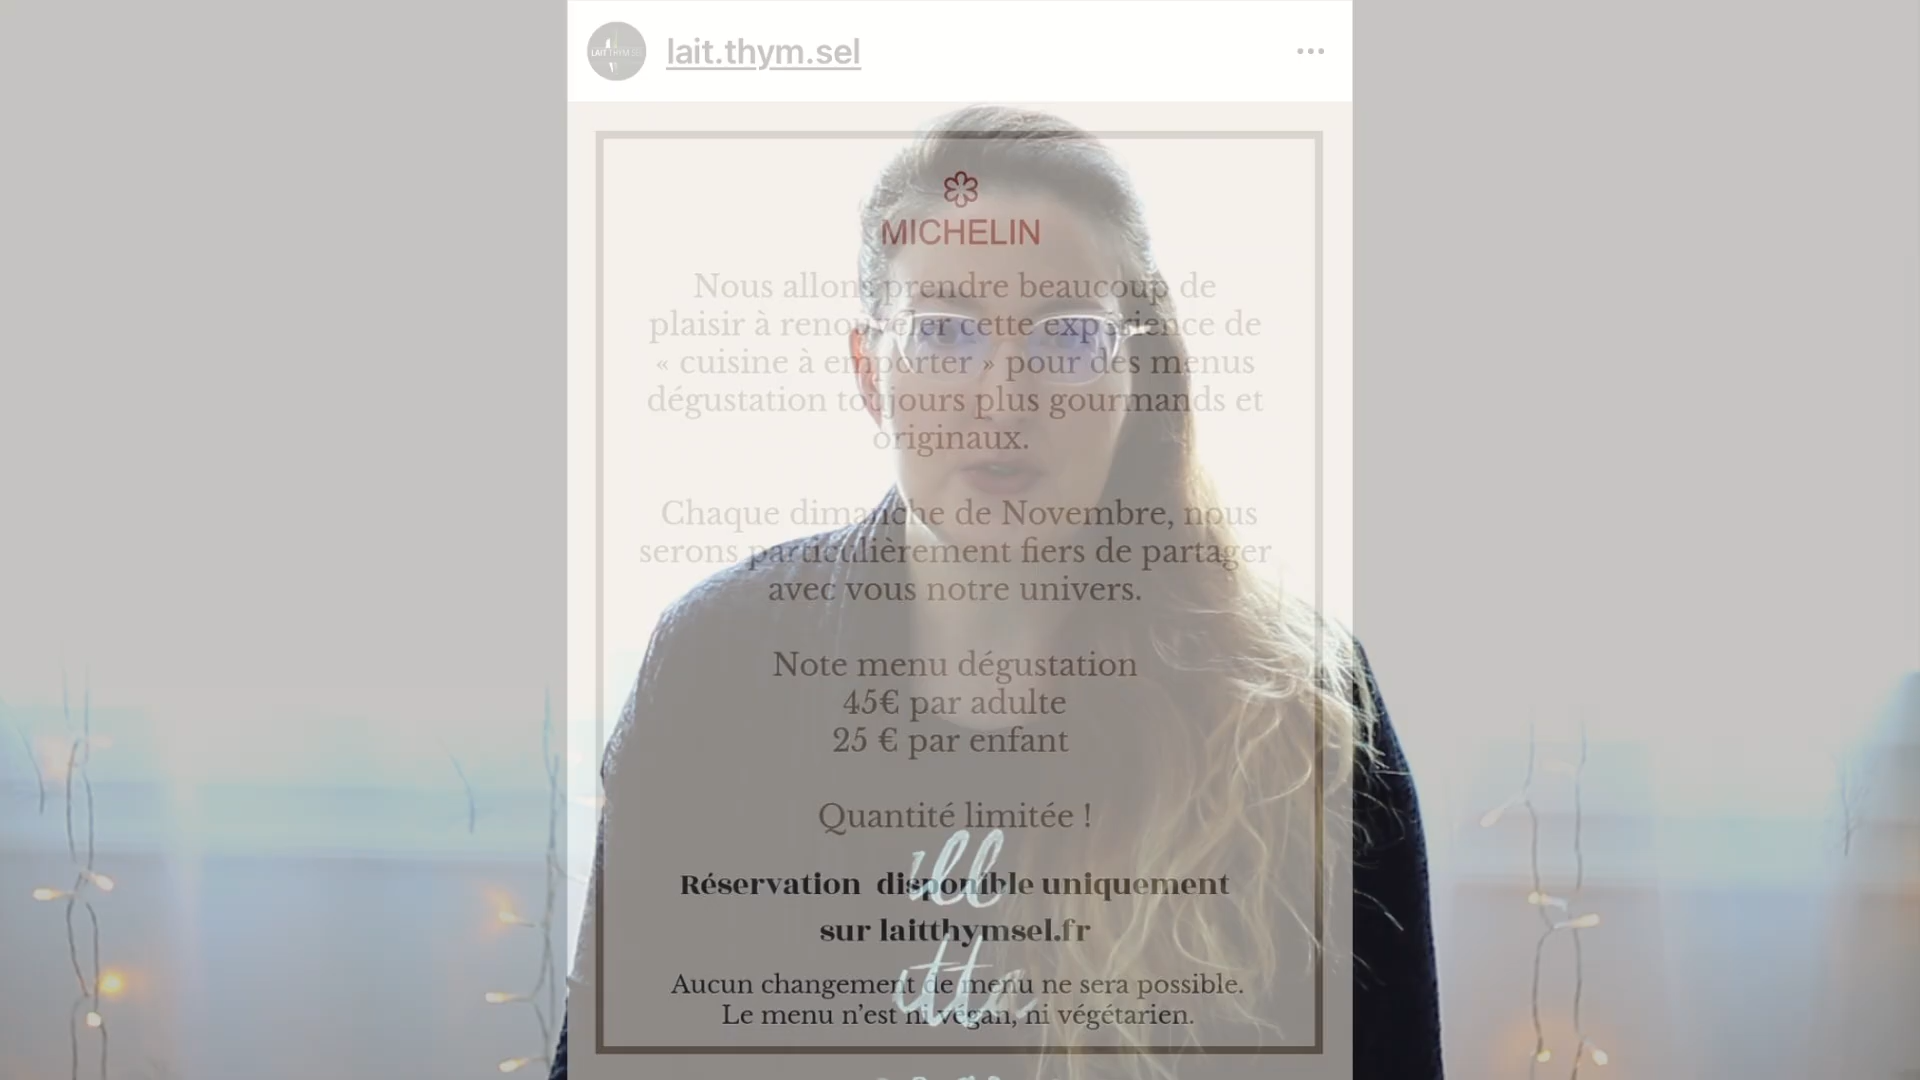 lait.thym.sel
LAIT THYM SEL
MICHELIN
Nous allons prendre beaucoup de
plaisir à renouveler cette expérience de
« cuisine à emporter » pour des menus
dégustation toujours plus gourmands et
originaux.
Chaque dimanche de Novembre, nous
serons particulièrement fiers de partager
avec vous notre univers.
Note menu dégustation
45€ par adulte
25 € par enfant
Quantité limitée !
Réservation disponible uniquement
sur laitthymsel.fr
Aucun changement de menu ne sera possible.
Le menu n’est ni végan, ni végétarien.